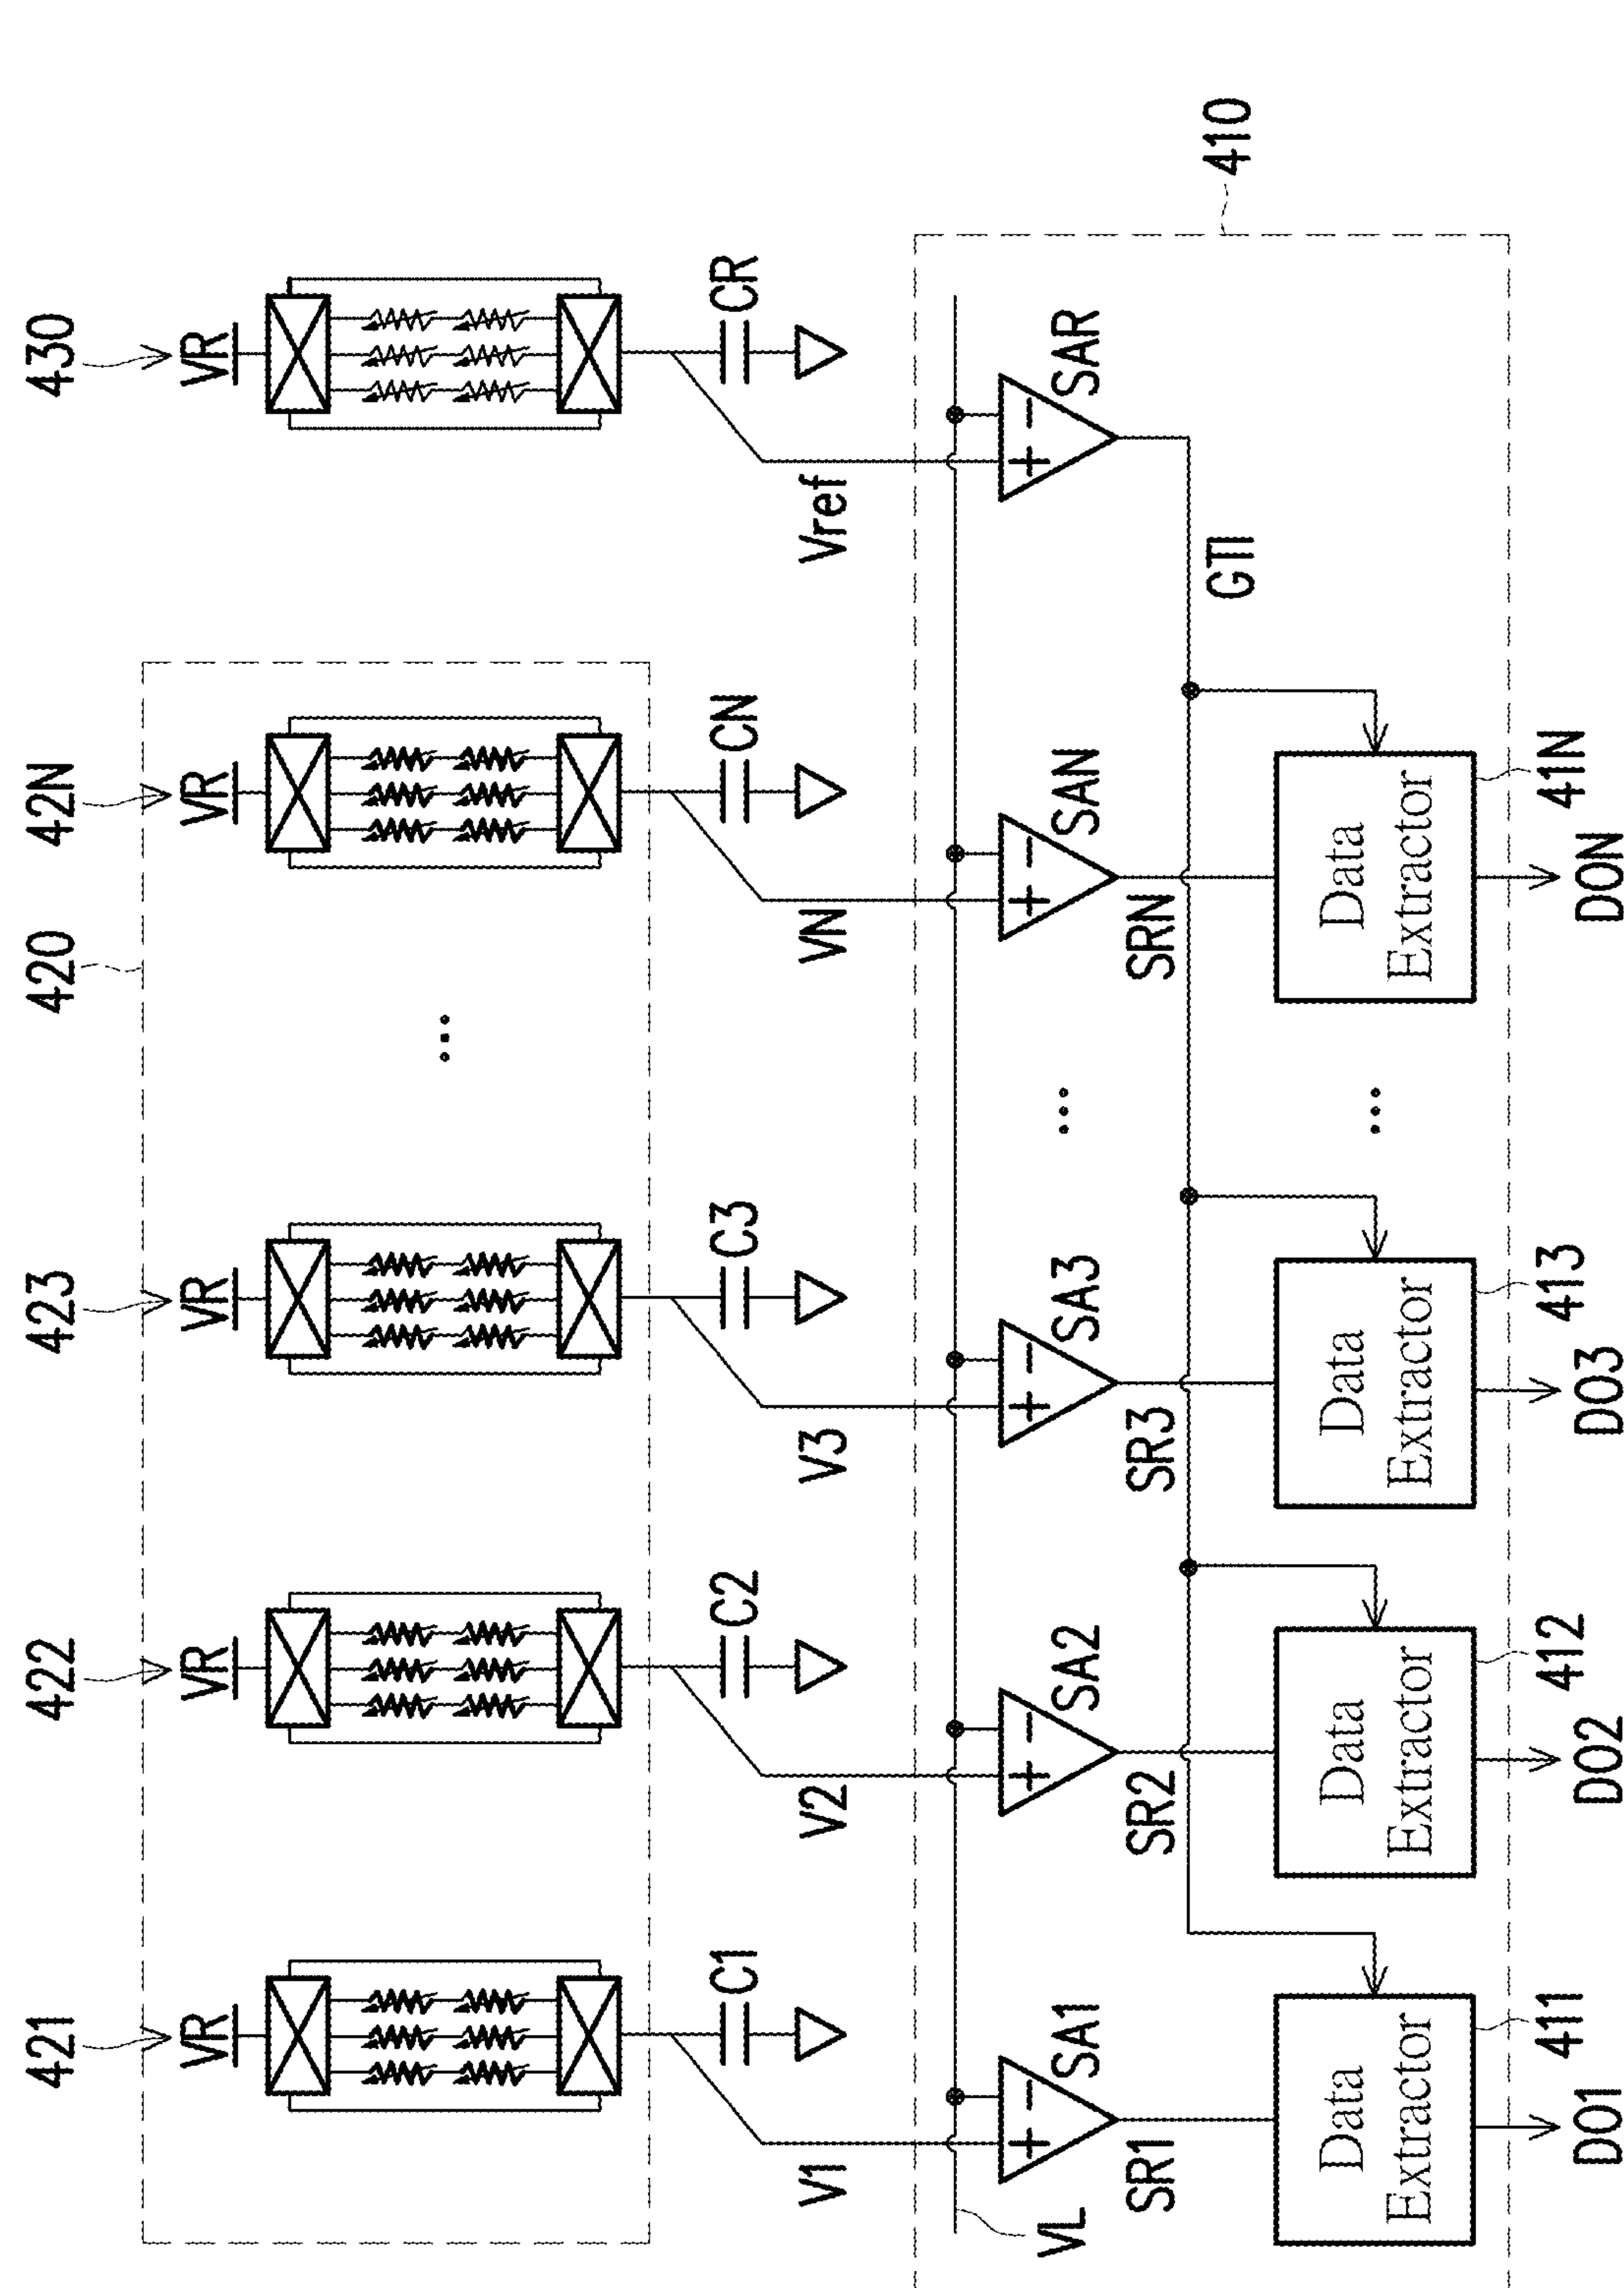 421
422
423
420
42N
430
VR
VR
VR
VR
VR
C1
C2
C3
CN
CR
V1
V2
V3
VN
Vref
410
VL
+ −
+ −
+ −
+ −
+ −
SA1
SA2
SA3
SAN
SAR
SR1
SR2
SR3
SRN
GTI
...
...
...
Data
Extractor
Data
Extractor
Data
Extractor
Data
Extractor
411
412
413
41N
DO1
DO2
DO3
DON